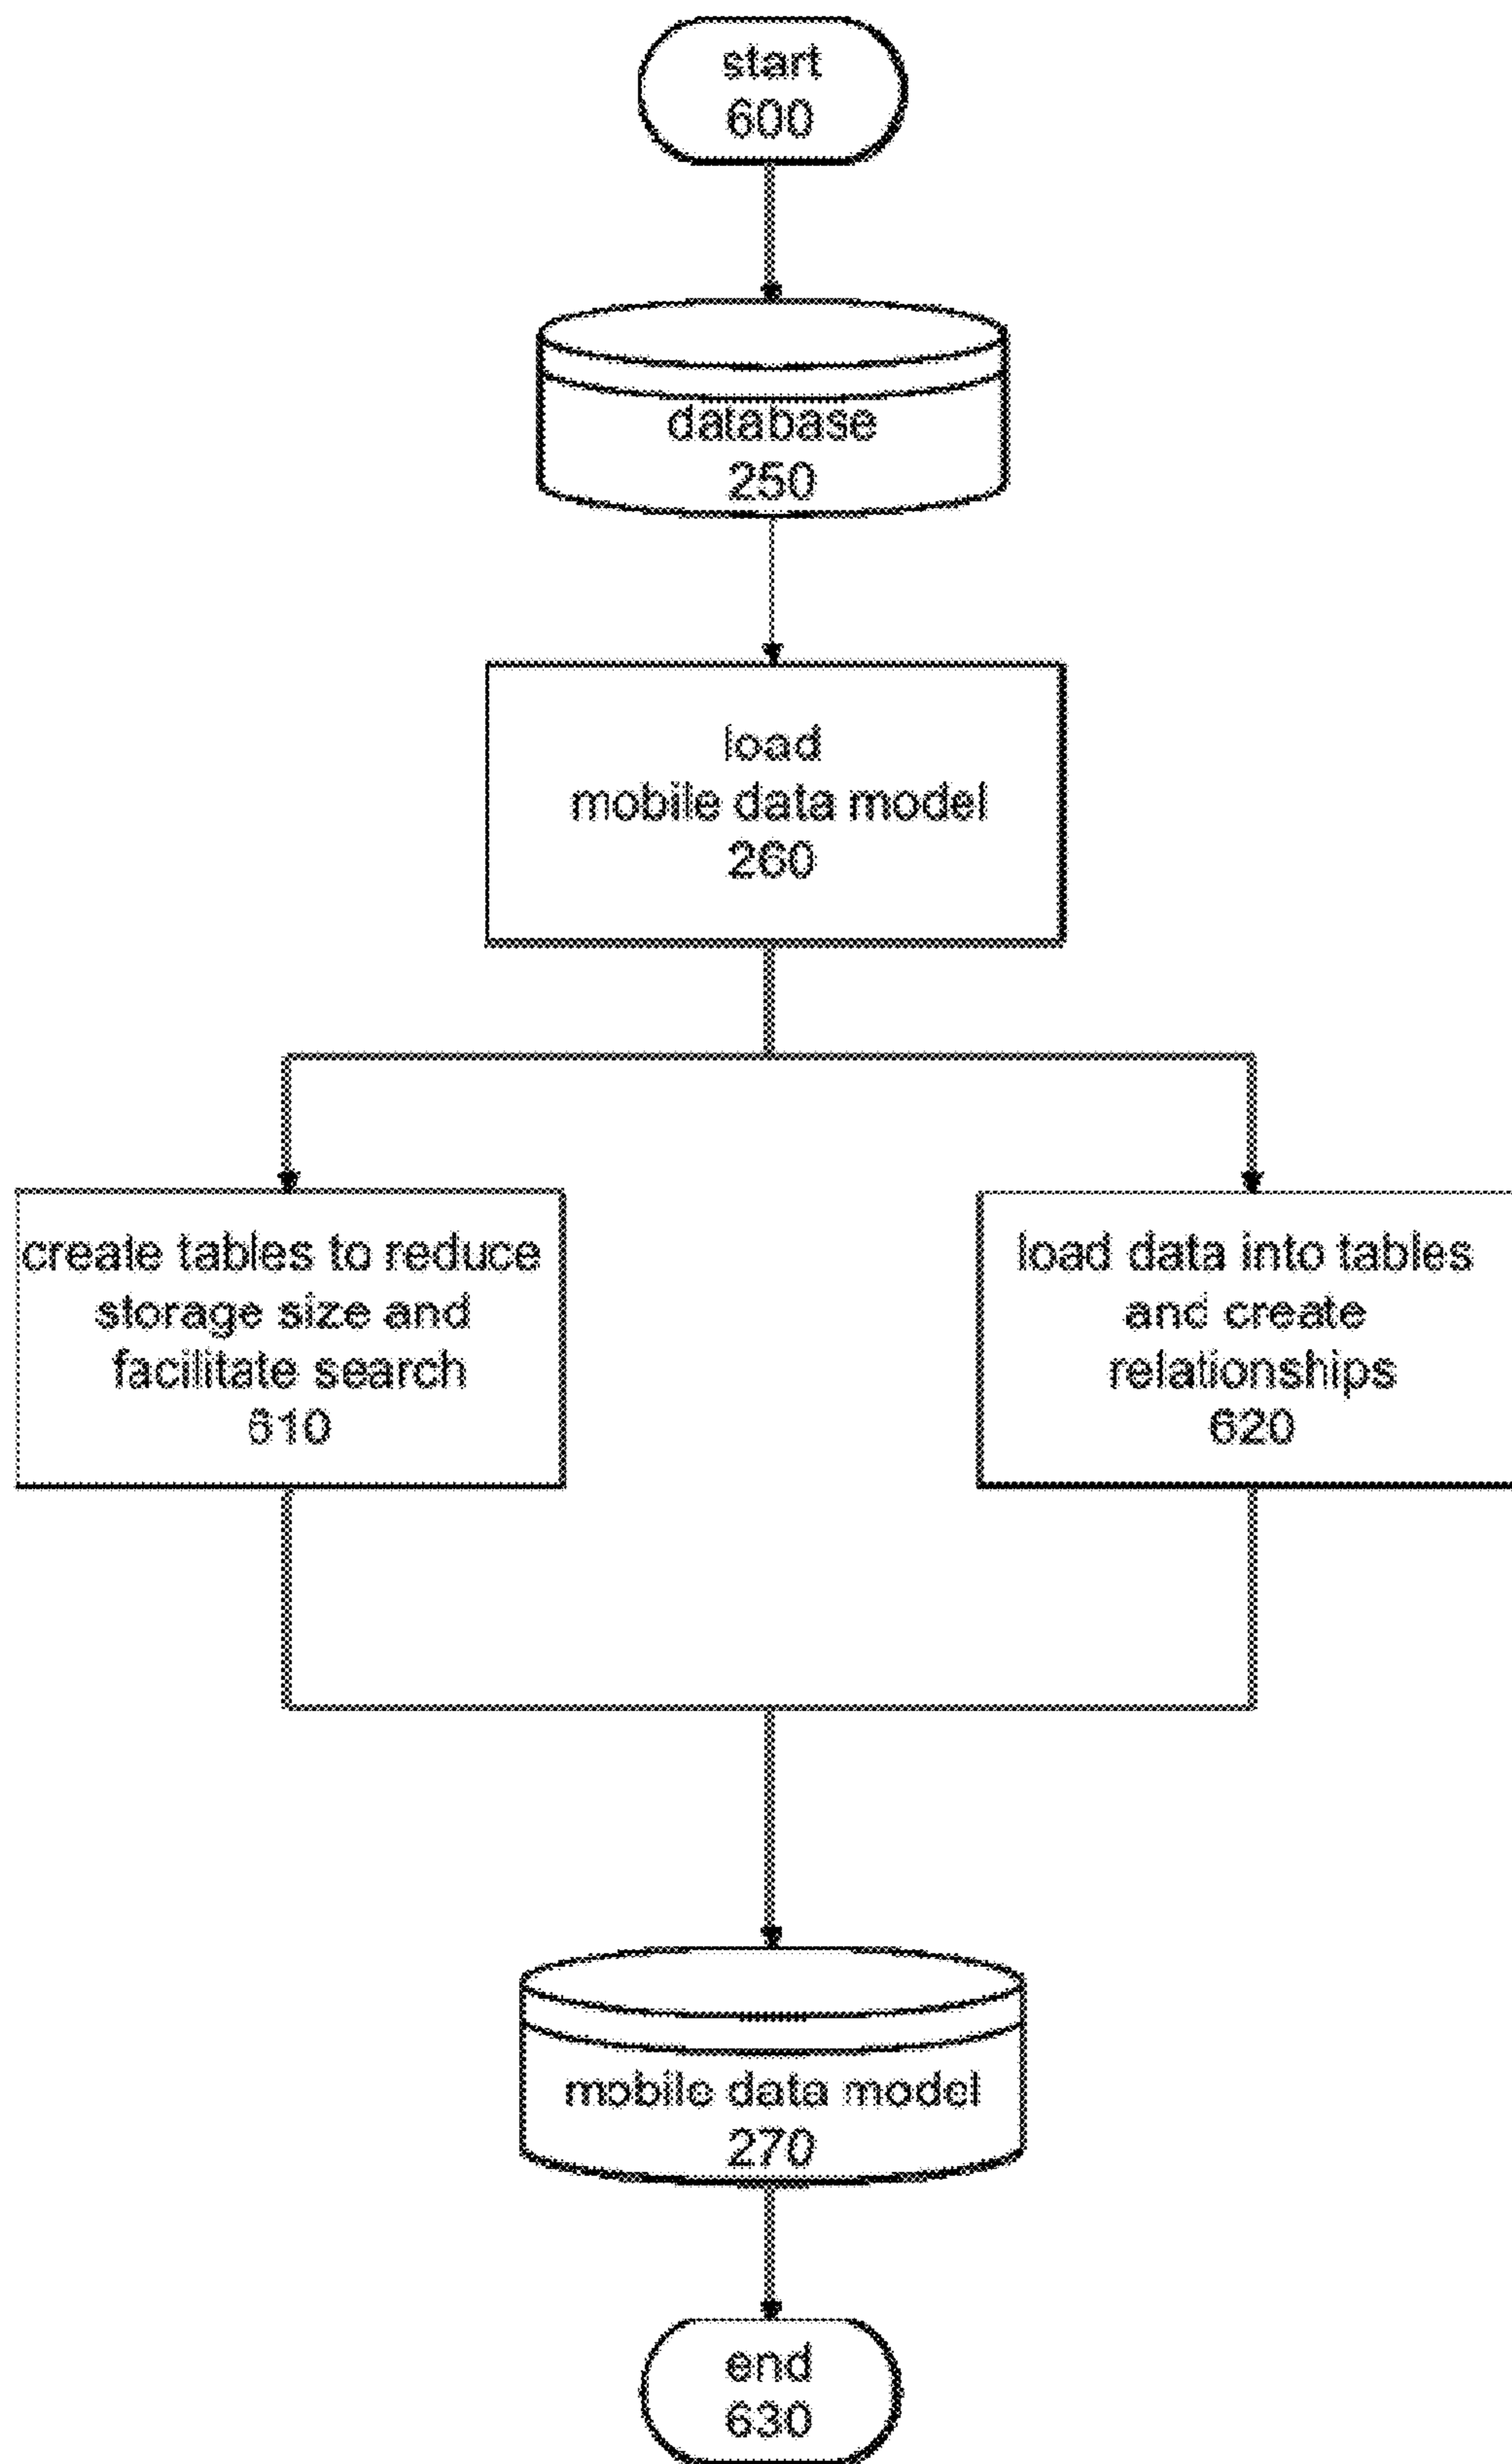 start
600
database
250
load
mobile data model
260
create tables to reduce
storage size and
facilitate search
610
load data into tables
and create
relationships
620
mobile data model
270
end
630